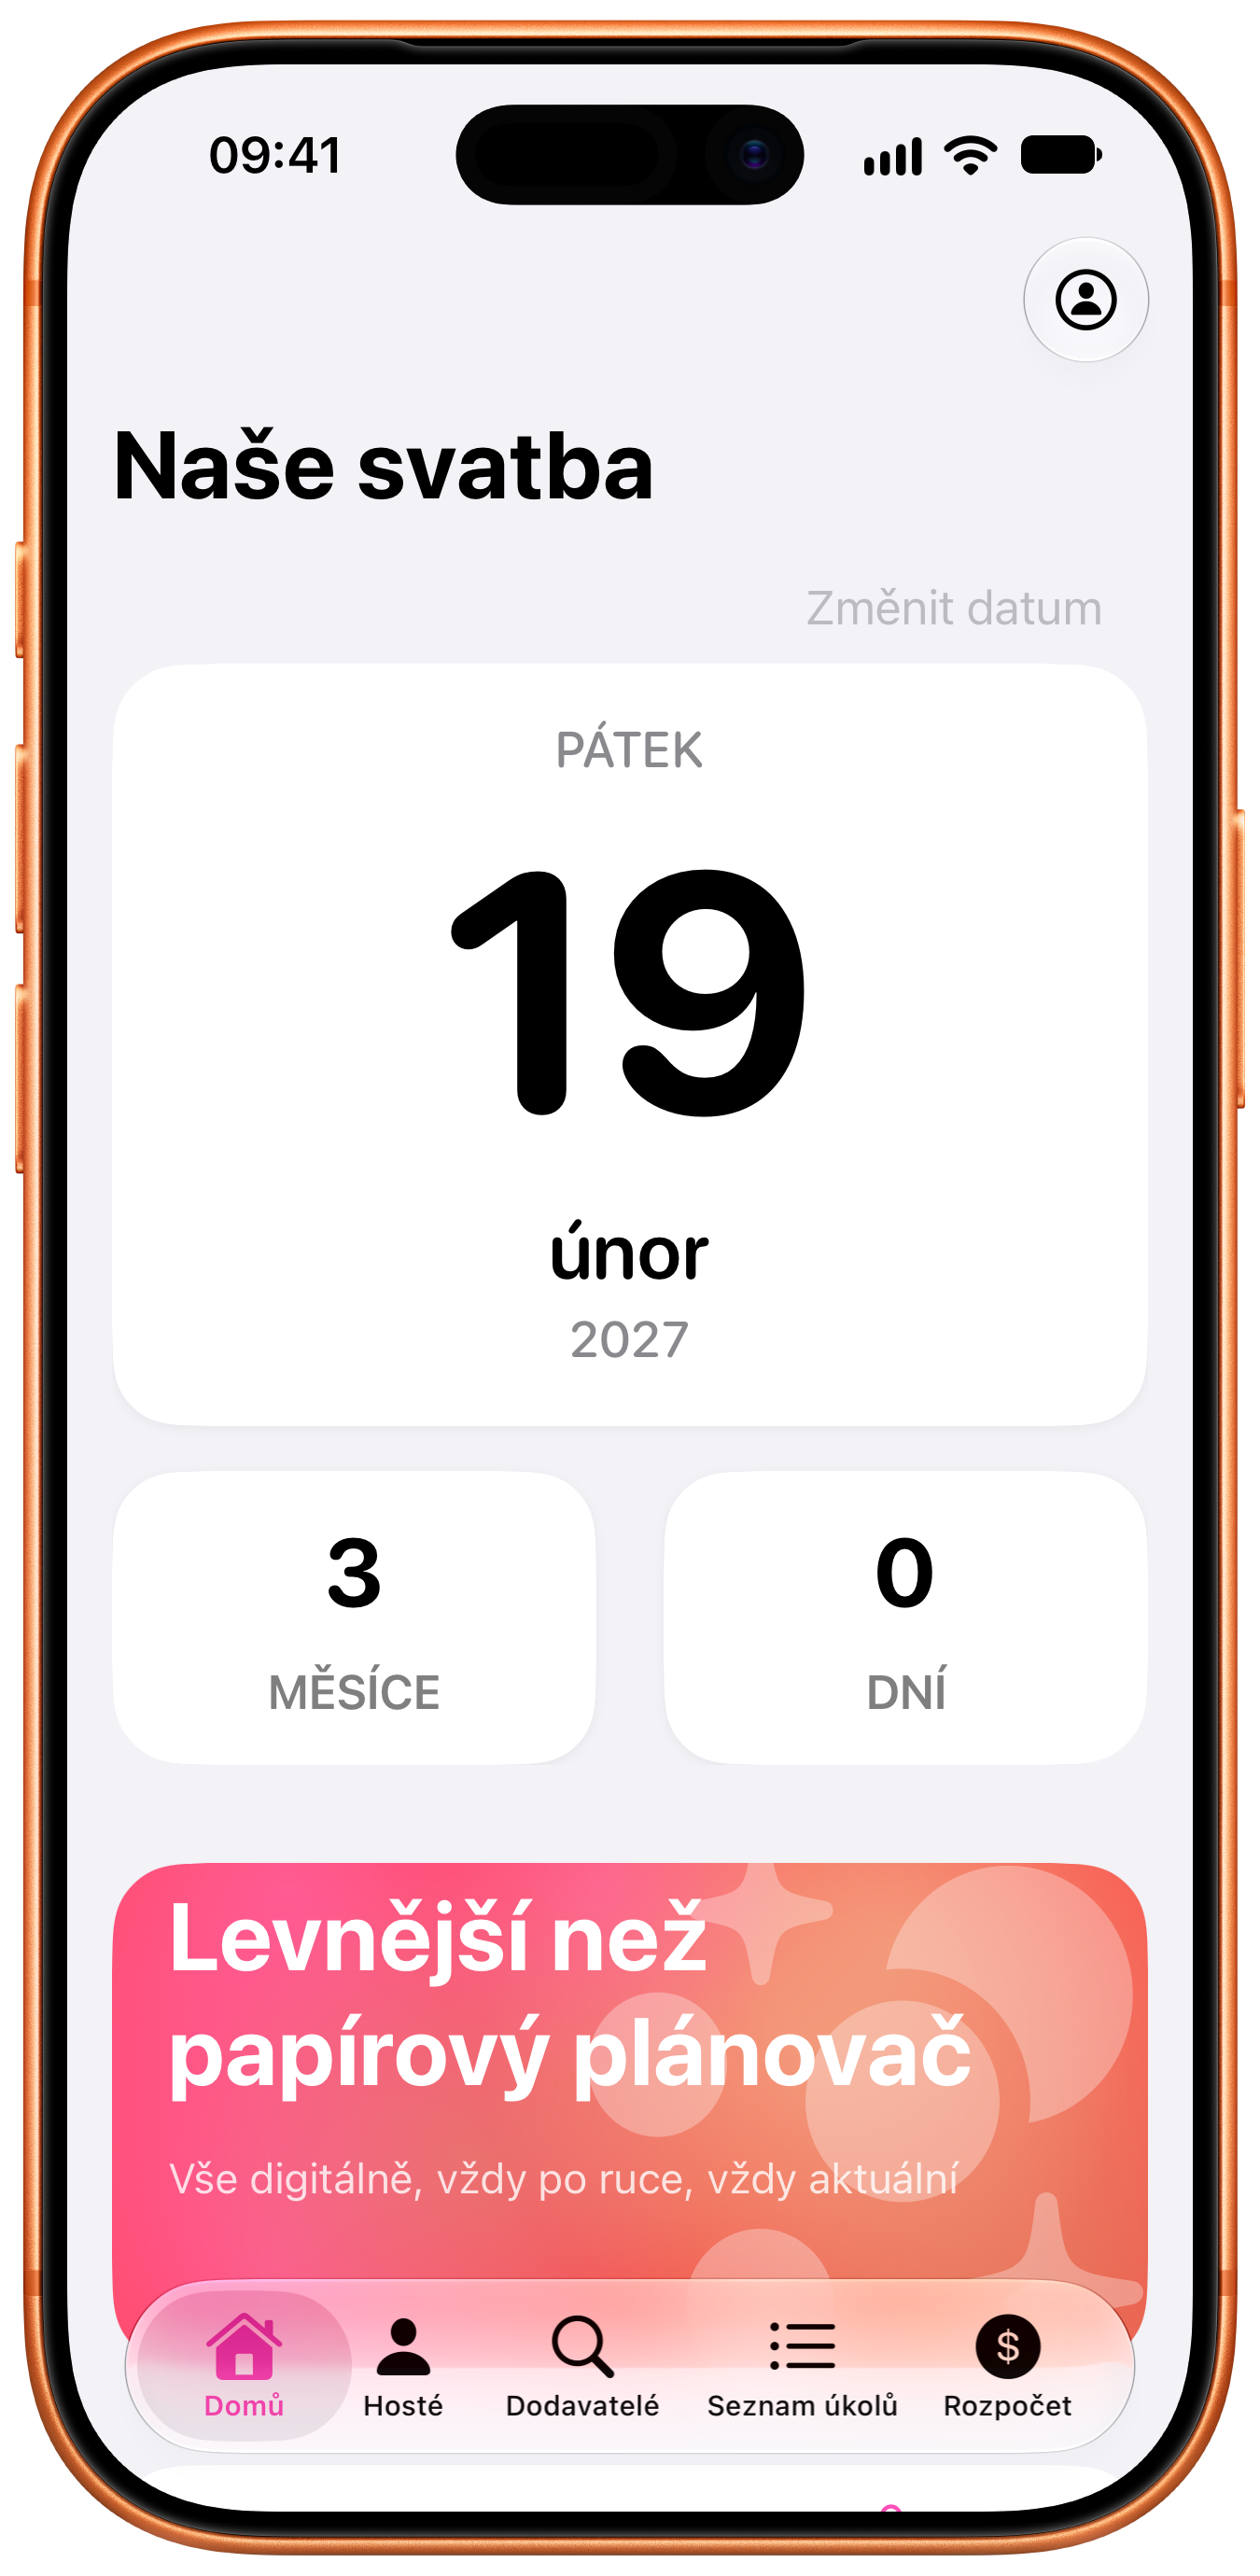 09:41
Naše svatba
Změnit datum
PÁTEK
19
únor
2027
3
MĚSÍCE
0
DNÍ
Levnější než
papírový plánovač
Vše digitálně, vždy po ruce, vždy aktuální
$
Domů
Hosté
Dodavatelé
Seznam úkolů
Rozpočet